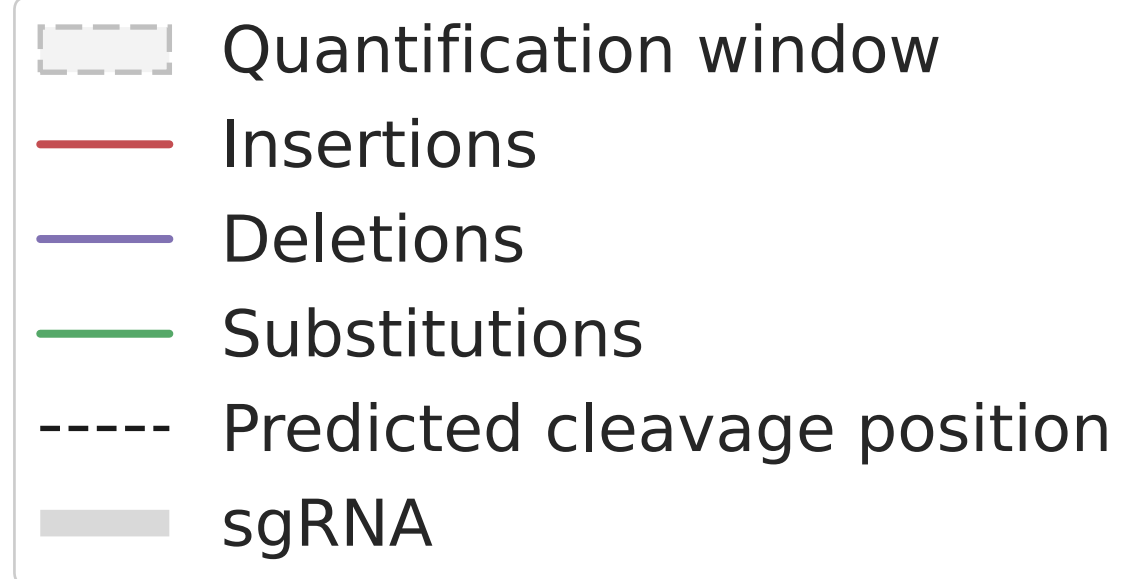 Quantification window
Insertions
Deletions
Substitutions
Predicted cleavage position
sgRNA